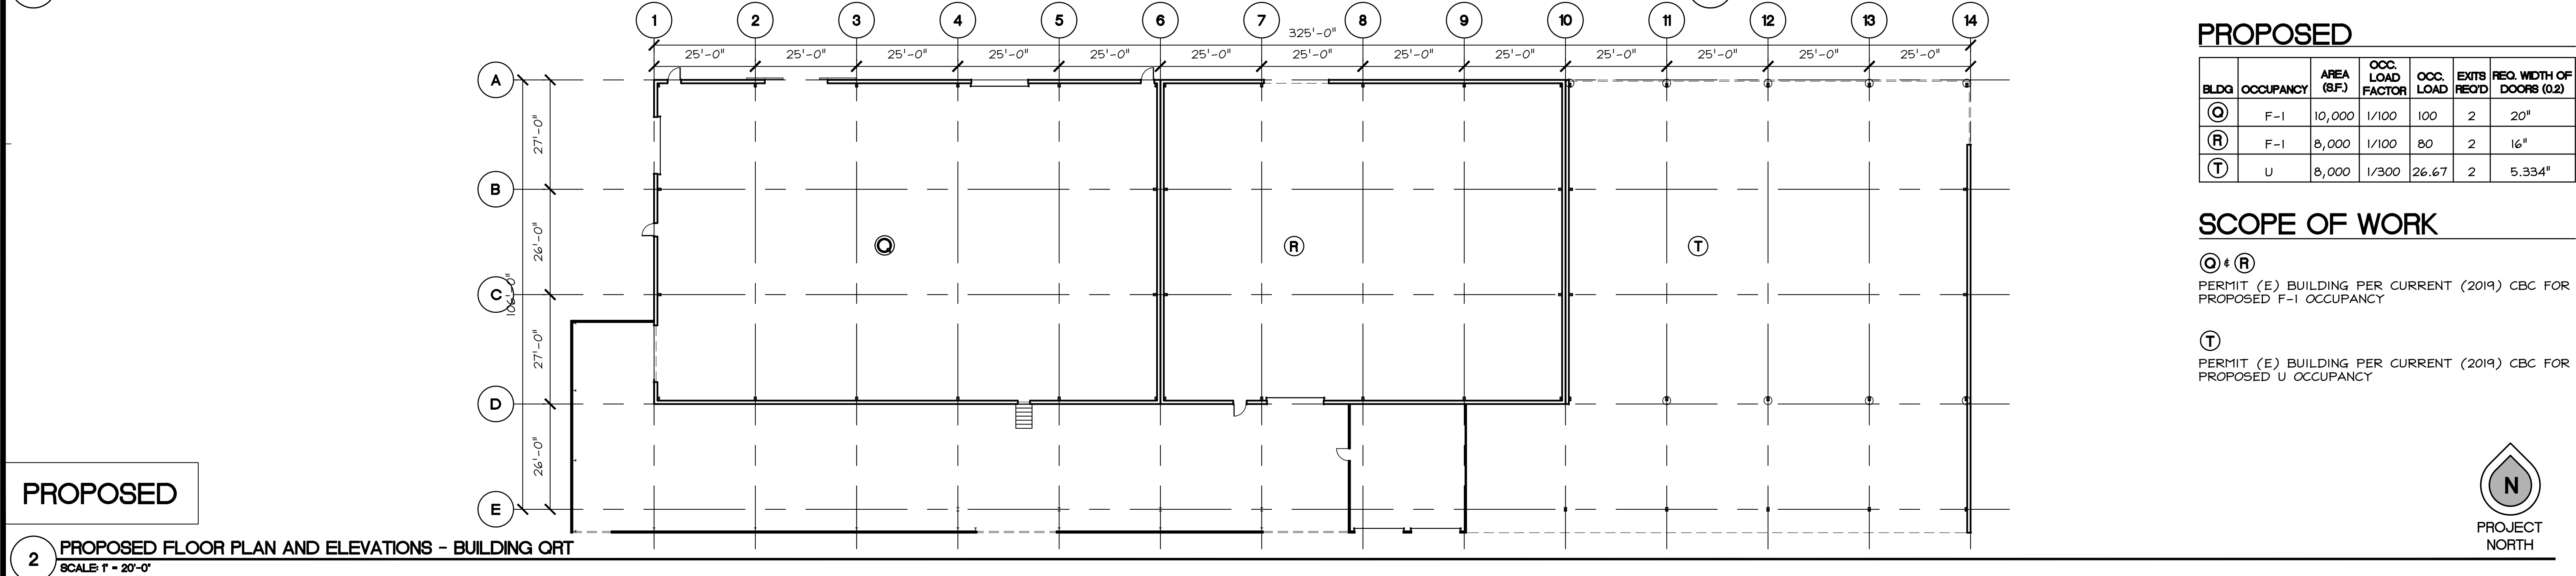 1 2 3 4 5 6 7 8 9 10 11 12 13 14
325'-0"
25'-0" 25'-0" 25'-0" 25'-0" 25'-0" 25'-0" 25'-0" 25'-0" 25'-0" 25'-0" 25'-0" 25'-0" 25'-0"
A
27'-0"
B
26'-0"
C
106'-0"
27'-0"
D
26'-0"
E
Q
R
T
PROPOSED
BLDG OCCUPANCY AREA (S.F.) OCC. LOAD FACTOR OCC. LOAD EXITS REQ'D REQ. WIDTH OF DOORS (0.2)
Q F-1 10,000 1/100 100 2 20"
R F-1 8,000 1/100 80 2 16"
T U 8,000 1/300 26.67 2 5.334"
SCOPE OF WORK
Q & R
PERMIT (E) BUILDING PER CURRENT (2019) CBC FOR
PROPOSED F-1 OCCUPANCY
T
PERMIT (E) BUILDING PER CURRENT (2019) CBC FOR
PROPOSED U OCCUPANCY
N
PROJECT
NORTH
PROPOSED
2 PROPOSED FLOOR PLAN AND ELEVATIONS - BUILDING QRT
SCALE: 1" = 20'-0"